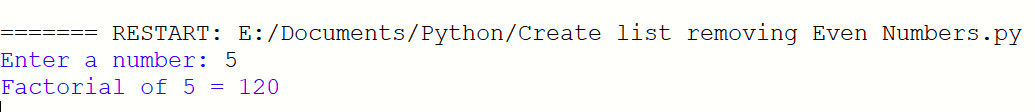 ======= RESTART: E:/Documents/Python/Create list removing Even Numbers.py
Enter a number: 5
Factorial of 5 = 120